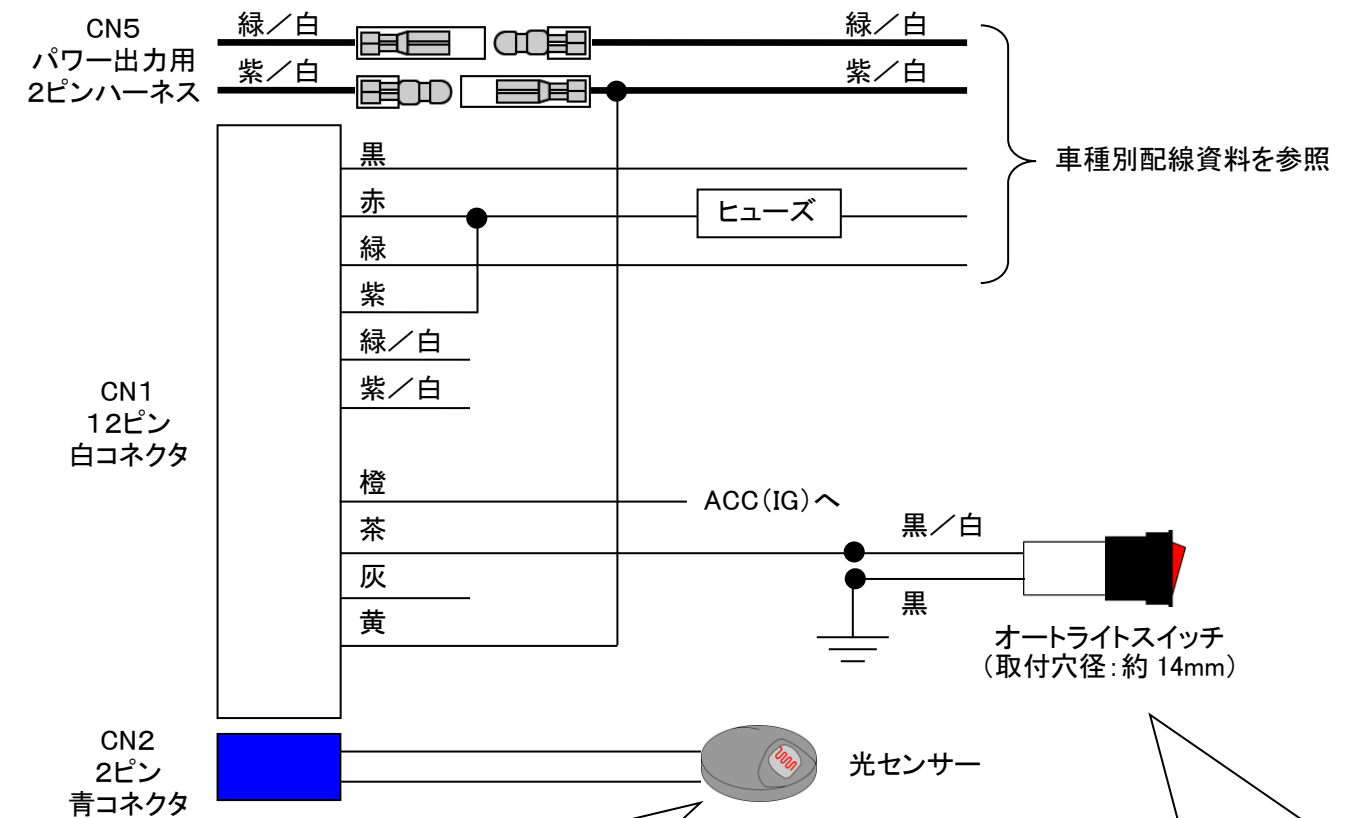 CN5
パワー出力用
2ピンハーネス
緑／白
緑／白
紫／白
紫／白
車種別配線資料を参照
黒
赤
ヒューズ
緑
紫
緑／白
紫／白
CN1
12ピン
白コネクタ
橙
ACC(IG)へ
茶
黒／白
灰
黒
黄
オートライトスイッチ
（取付穴径：約 14mm）
CN2
2ピン
青コネクタ
光センサー